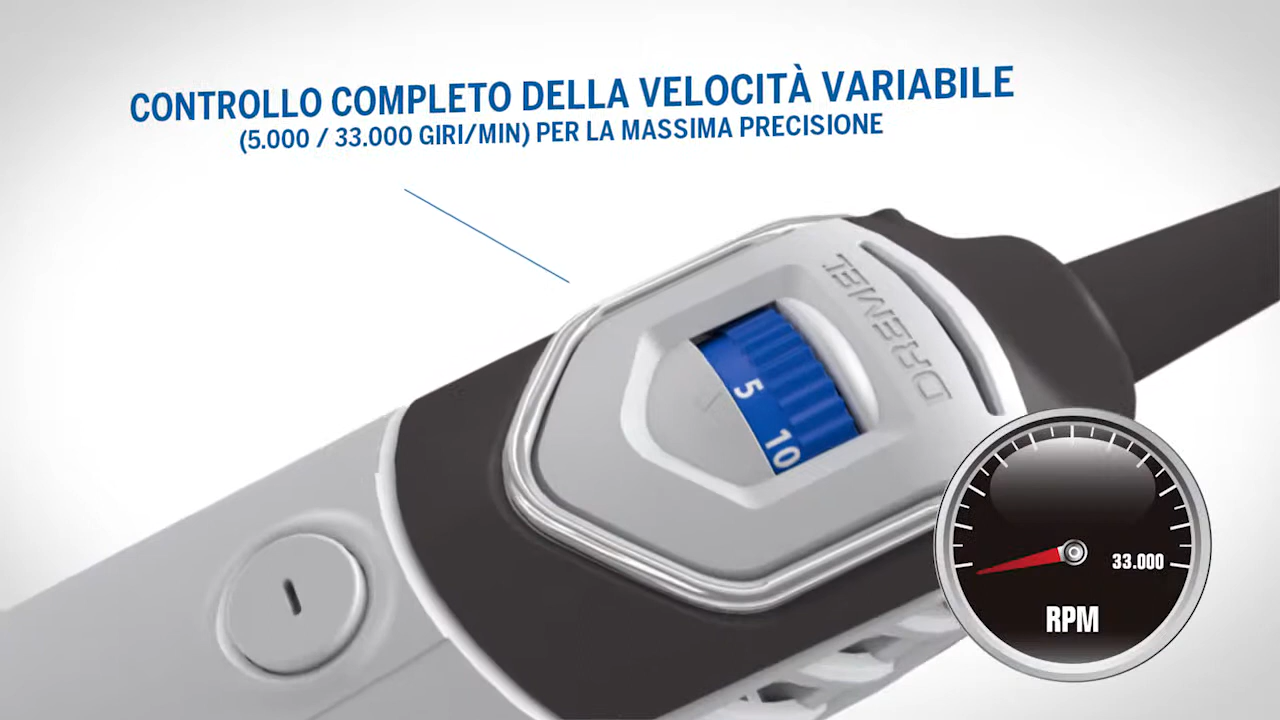 CONTROLLO COMPLETO DELLA VELOCITÀ VARIABILE
(5.000 / 33.000 GIRI/MIN) PER LA MASSIMA PRECISIONE
DREMEL
5
10
33.000
RPM